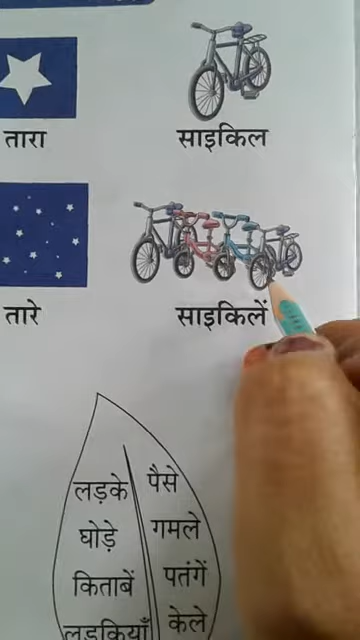 तारा साइकिल
तारे साइकिलें
लड़के पैसे
घोड़े गमले
किताबें पतंगें
लड़कियाँ केले